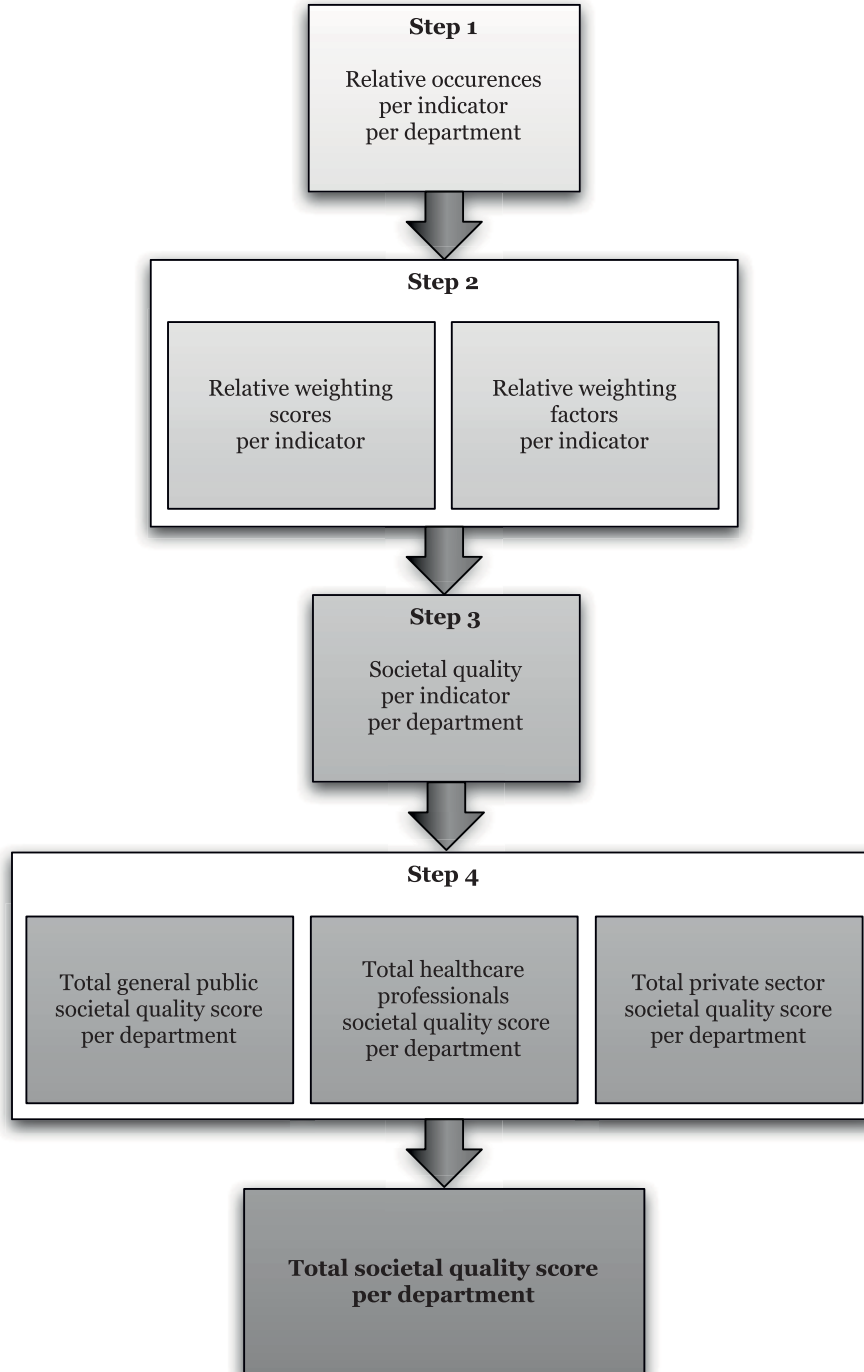 Step 1
Relative occurences
per indicator
per department
Step 2
Relative weighting
scores
per indicator
Relative weighting
factors
per indicator
Step 3
Societal quality
per indicator
per department
Step 4
Total general public
societal quality score
per department
Total healthcare
professionals
societal quality score
per department
Total private sector
societal quality score
per department
Total societal quality score
per department